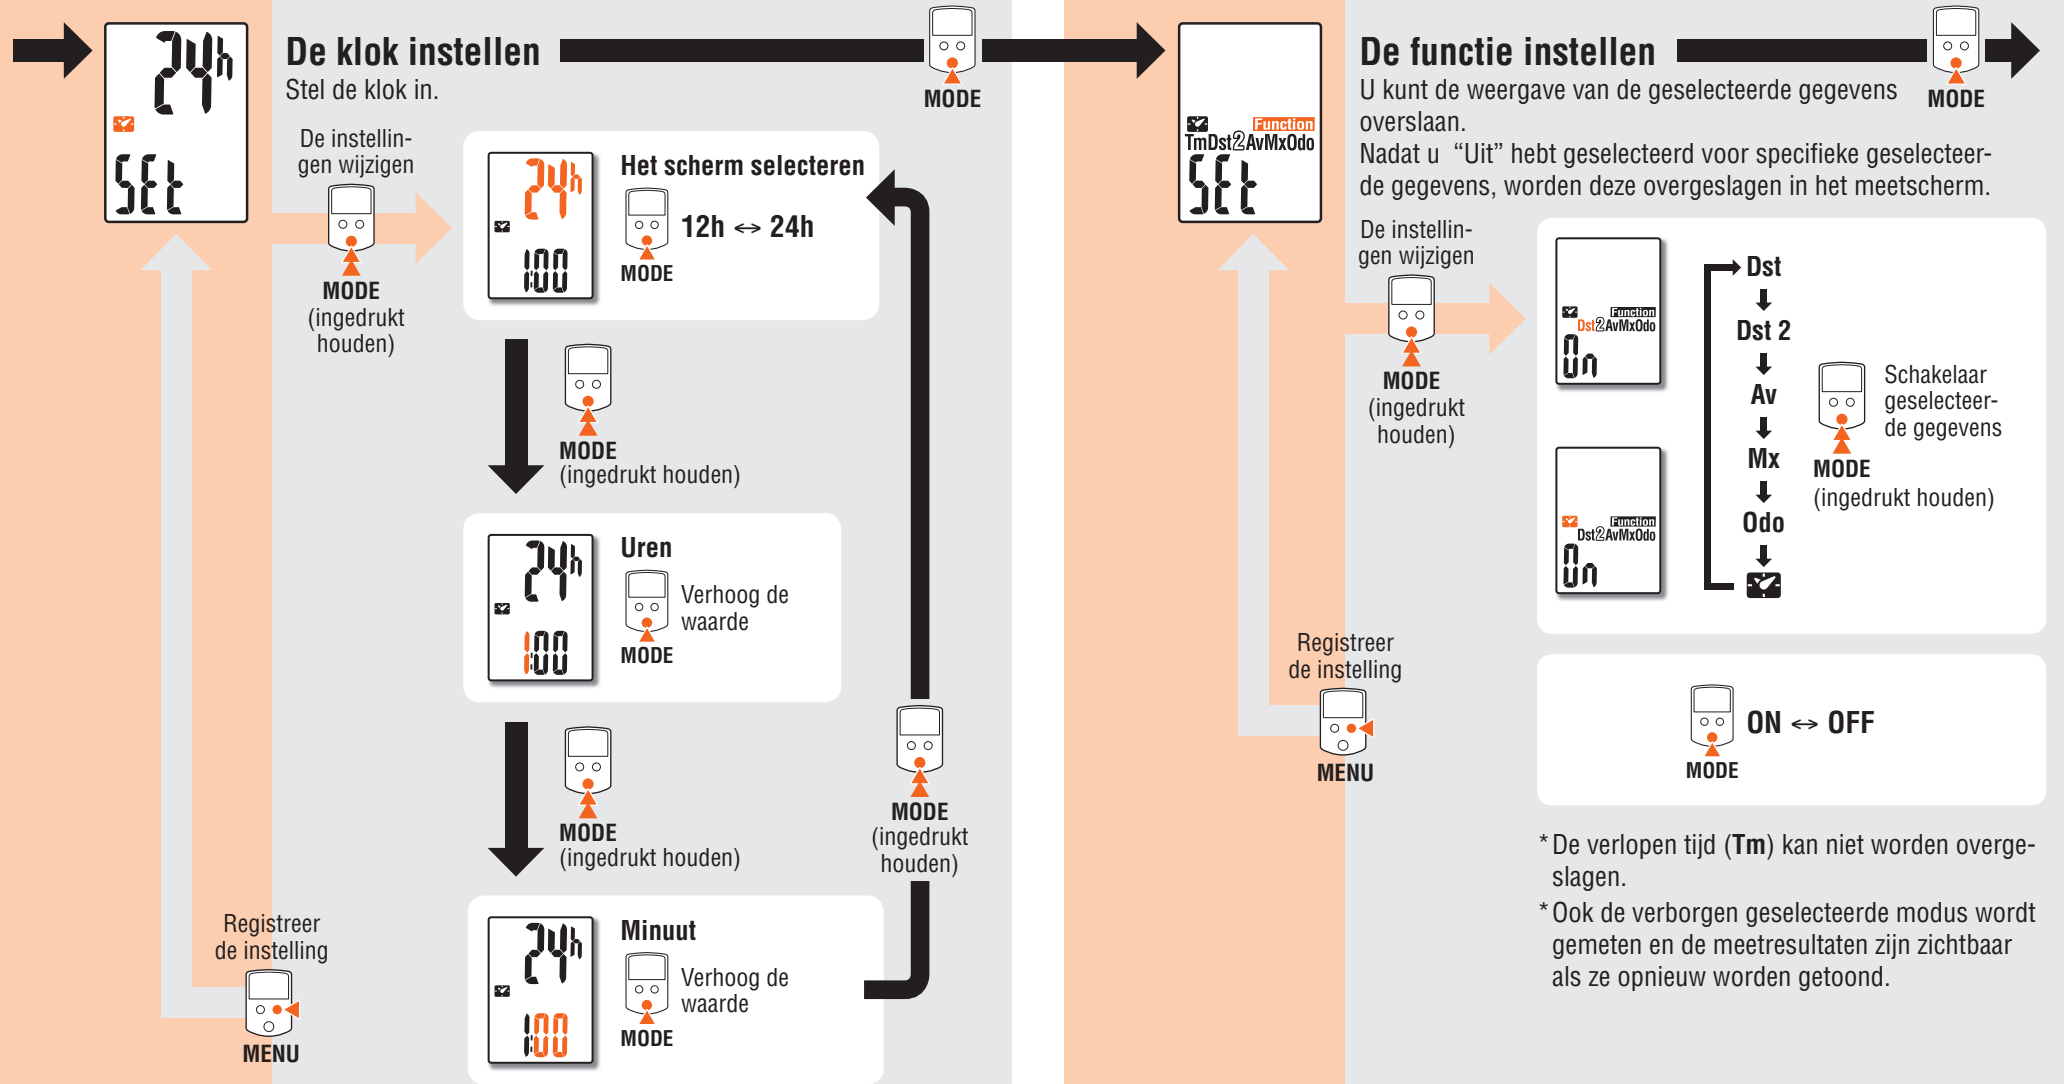 24h
SEt
De klok instellen
Stel de klok in.
MODE
De instellin-
gen wijzigen
MODE
(ingedrukt
houden)
24h
1:00
Het scherm selecteren
12h ↔ 24h
MODE
MODE
(ingedrukt houden)
24h
1:00
Uren
Verhoog de
waarde
MODE
MODE
(ingedrukt houden)
24h
1:00
Minuut
Verhoog de
waarde
MODE
MODE
(ingedrukt
houden)
Registreer
de instelling
MENU
Function
TmDst2AvMxOdo
SEt
De functie instellen
MODE
U kunt de weergave van de geselecteerde gegevens
overslaan.
Nadat u “Uit” hebt geselecteerd voor specifieke geselecteer-
de gegevens, worden deze overgeslagen in het meetscherm.
De instellin-
gen wijzigen
MODE
(ingedrukt
houden)
Function
Dst2AvMxOdo
On
Function
Dst2AvMxOdo
On
Dst
Dst 2
Av
Mx
Odo
Schakelaar
geselecteer-
de gegevens
MODE
(ingedrukt houden)
Registreer
de instelling
MENU
ON ↔ OFF
MODE
* De verlopen tijd (Tm) kan niet worden overge-
slagen.
* Ook de verborgen geselecteerde modus wordt
gemeten en de meetresultaten zijn zichtbaar
als ze opnieuw worden getoond.